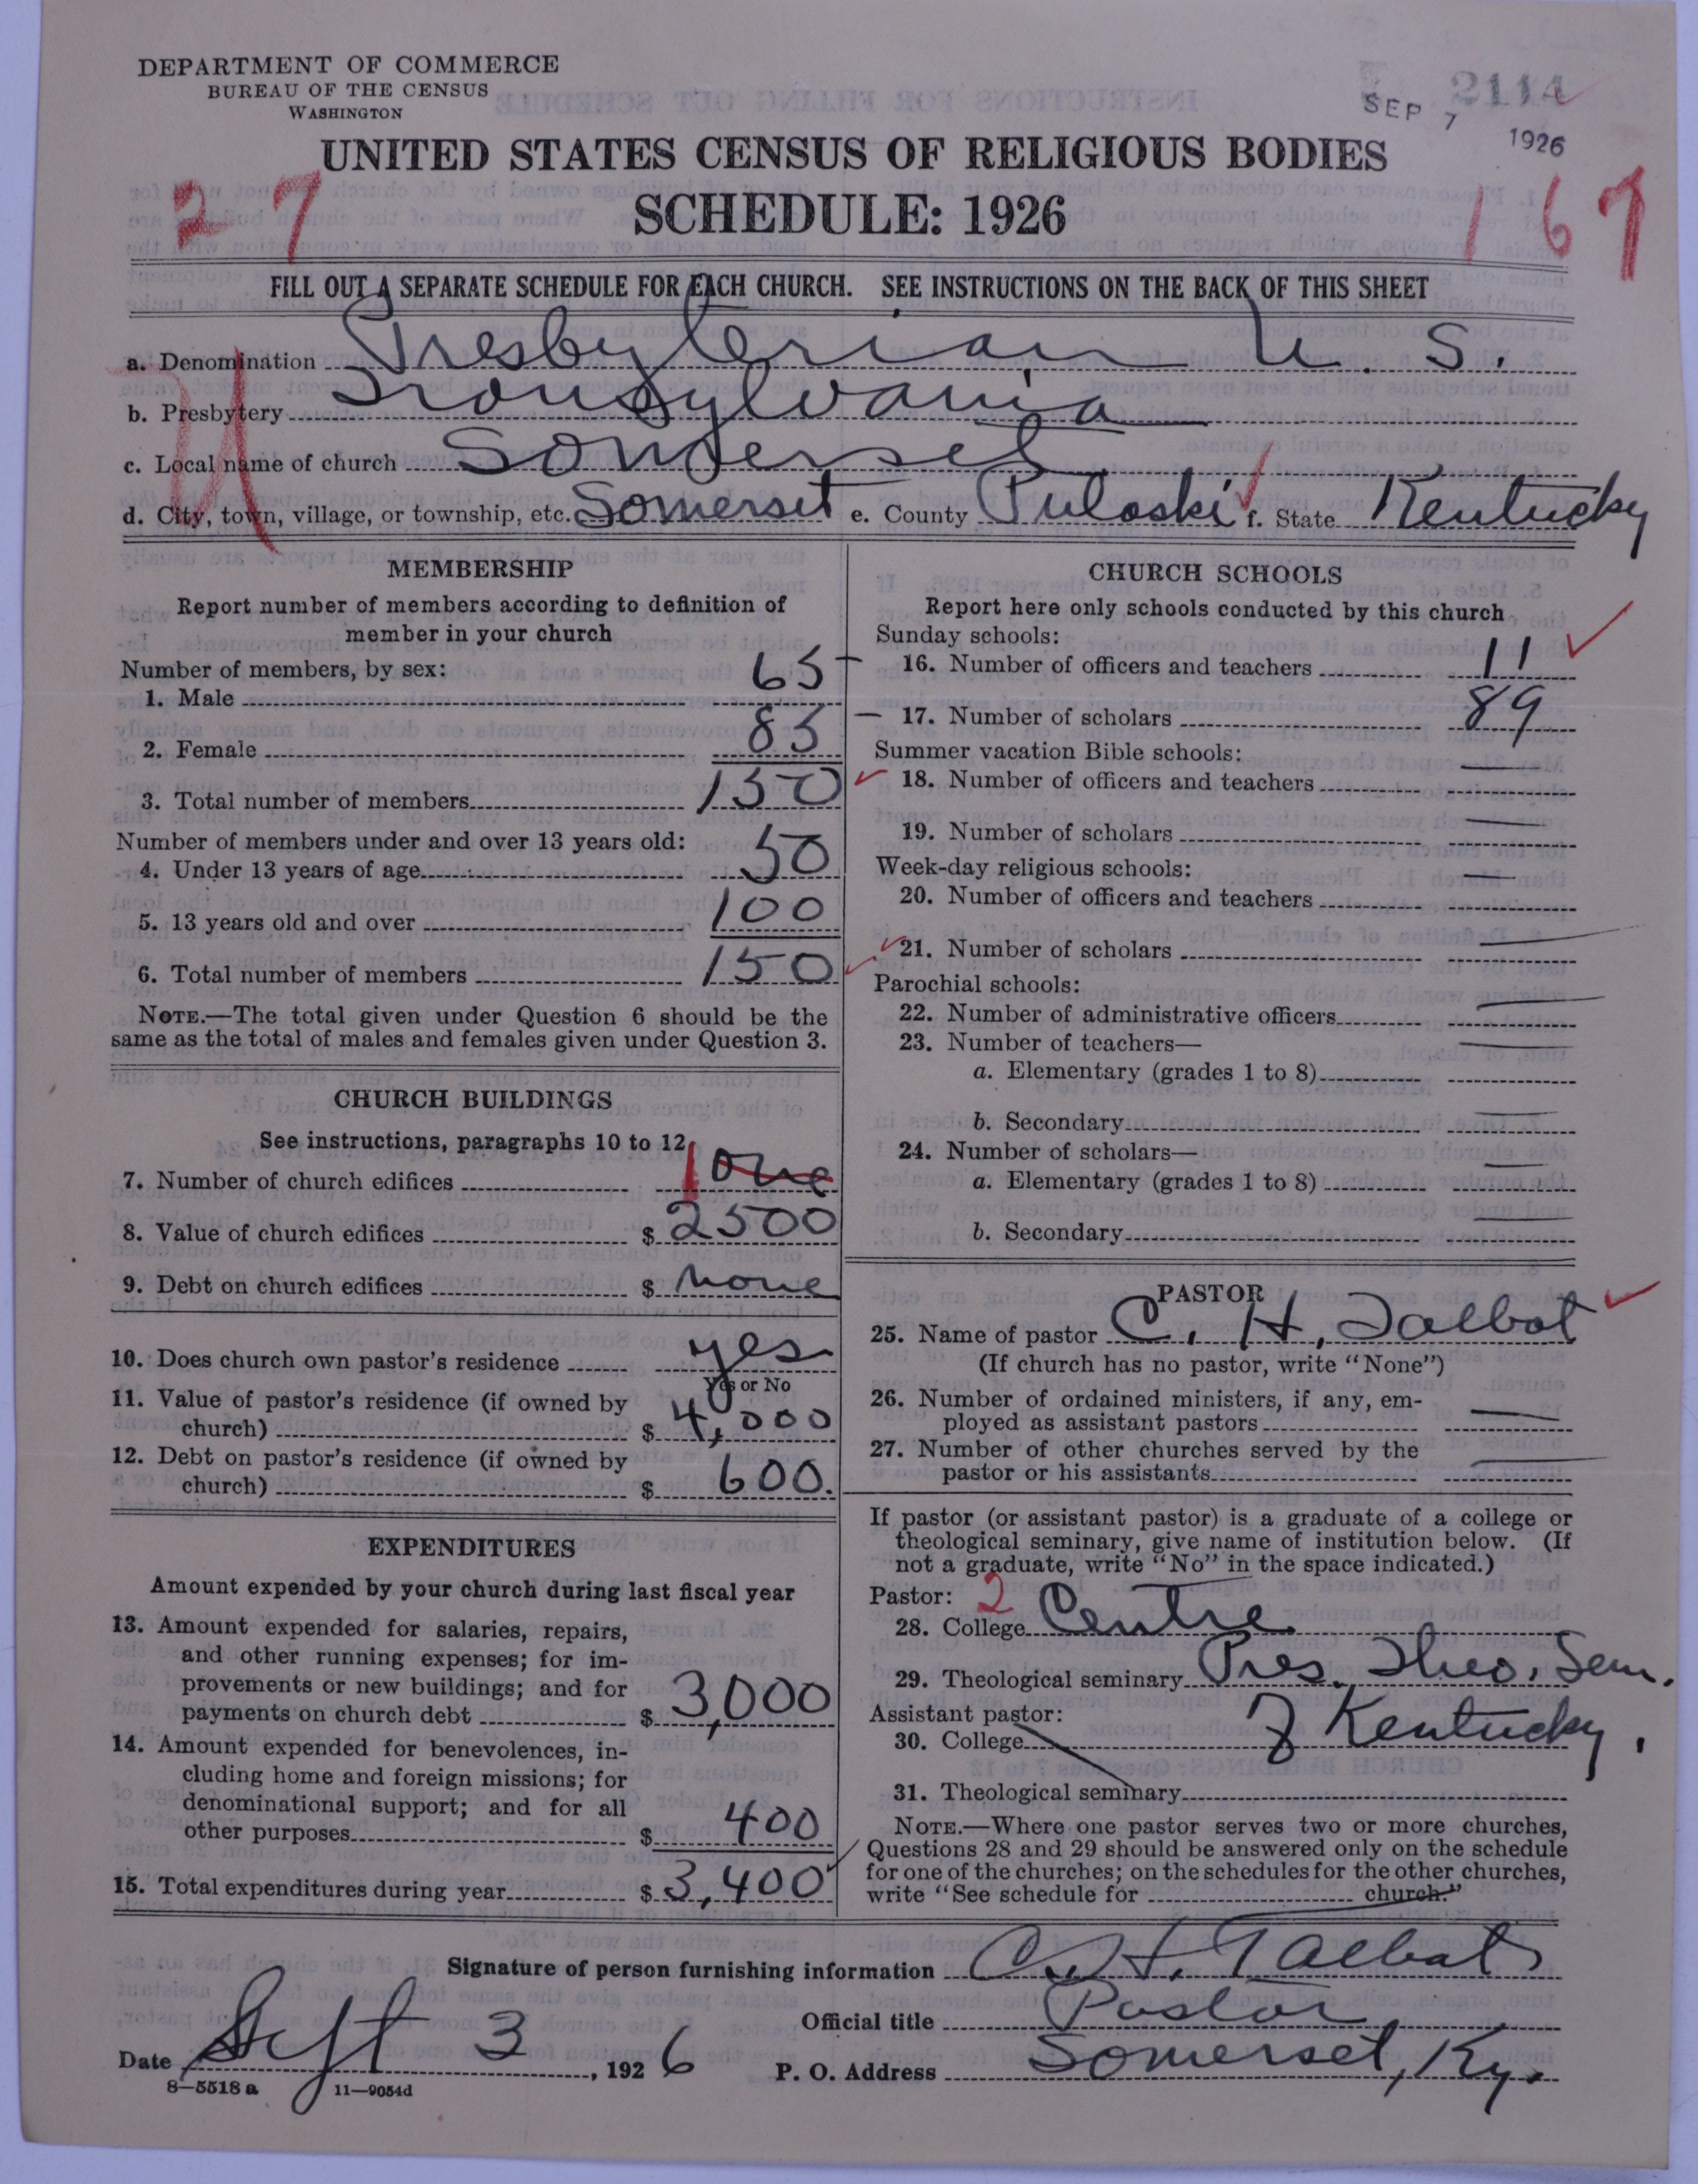 DEPARTMENT OF COMMERCE
BUREAU OF THE CENSUS
WASHINGTON
2114
SEP 7 1926
UNITED STATES CENSUS OF RELIGIOUS BODIES
SCHEDULE: 1926
27
167
FILL OUT A SEPARATE SCHEDULE FOR EACH CHURCH. SEE INSTRUCTIONS ON THE BACK OF THIS SHEET
a. Denomination Presbyterian U. S.
b. Presbytery Transylvania
c. Local name of church Somerset
d. City, town, village, or township, etc. Somerset e. County Pulaski f. State Kentucky
MEMBERSHIP
Report number of members according to definition of
member in your church
Number of members, by sex:
1. Male 65
2. Female 85
3. Total number of members 150
Number of members under and over 13 years old:
4. Under 13 years of age 50
5. 13 years old and over 100
6. Total number of members 150
NOTE.—The total given under Question 6 should be the
same as the total of males and females given under Question 3.
CHURCH BUILDINGS
See instructions, paragraphs 10 to 12
7. Number of church edifices 1 one
8. Value of church edifices $ 2500
9. Debt on church edifices $ none
10. Does church own pastor's residence yes
Yes or No
11. Value of pastor's residence (if owned by
church) $ 4,000
12. Debt on pastor's residence (if owned by
church) $ 600.
EXPENDITURES
Amount expended by your church during last fiscal year
13. Amount expended for salaries, repairs,
and other running expenses; for im-
provements or new buildings; and for
payments on church debt $ 3,000
14. Amount expended for benevolences, in-
cluding home and foreign missions; for
denominational support; and for all
other purposes $ 400
15. Total expenditures during year $ 3,400
CHURCH SCHOOLS
Report here only schools conducted by this church
Sunday schools:
16. Number of officers and teachers 11
17. Number of scholars 89
Summer vacation Bible schools:
18. Number of officers and teachers —
19. Number of scholars —
Week-day religious schools:
20. Number of officers and teachers —
21. Number of scholars —
Parochial schools:
22. Number of administrative officers —
23. Number of teachers—
a. Elementary (grades 1 to 8) —
b. Secondary —
24. Number of scholars—
a. Elementary (grades 1 to 8) —
b. Secondary —
PASTOR
25. Name of pastor C. H. Talbot
(If church has no pastor, write "None")
26. Number of ordained ministers, if any, em-
ployed as assistant pastors —
27. Number of other churches served by the
pastor or his assistants —
If pastor (or assistant pastor) is a graduate of a college or
theological seminary, give name of institution below. (If
not a graduate, write "No" in the space indicated.)
Pastor: 2
28. College Centre
29. Theological seminary Pres. Theo. Sem.
Assistant pastor: of Kentucky.
30. College
31. Theological seminary
NOTE.—Where one pastor serves two or more churches,
Questions 28 and 29 should be answered only on the schedule
for one of the churches; on the schedules for the other churches,
write "See schedule for church."
Signature of person furnishing information C. H. Talbot
Official title Pastor
Date Sept 3, 1926 P. O. Address Somerset, Ky.
8—5518 a 11—9054d